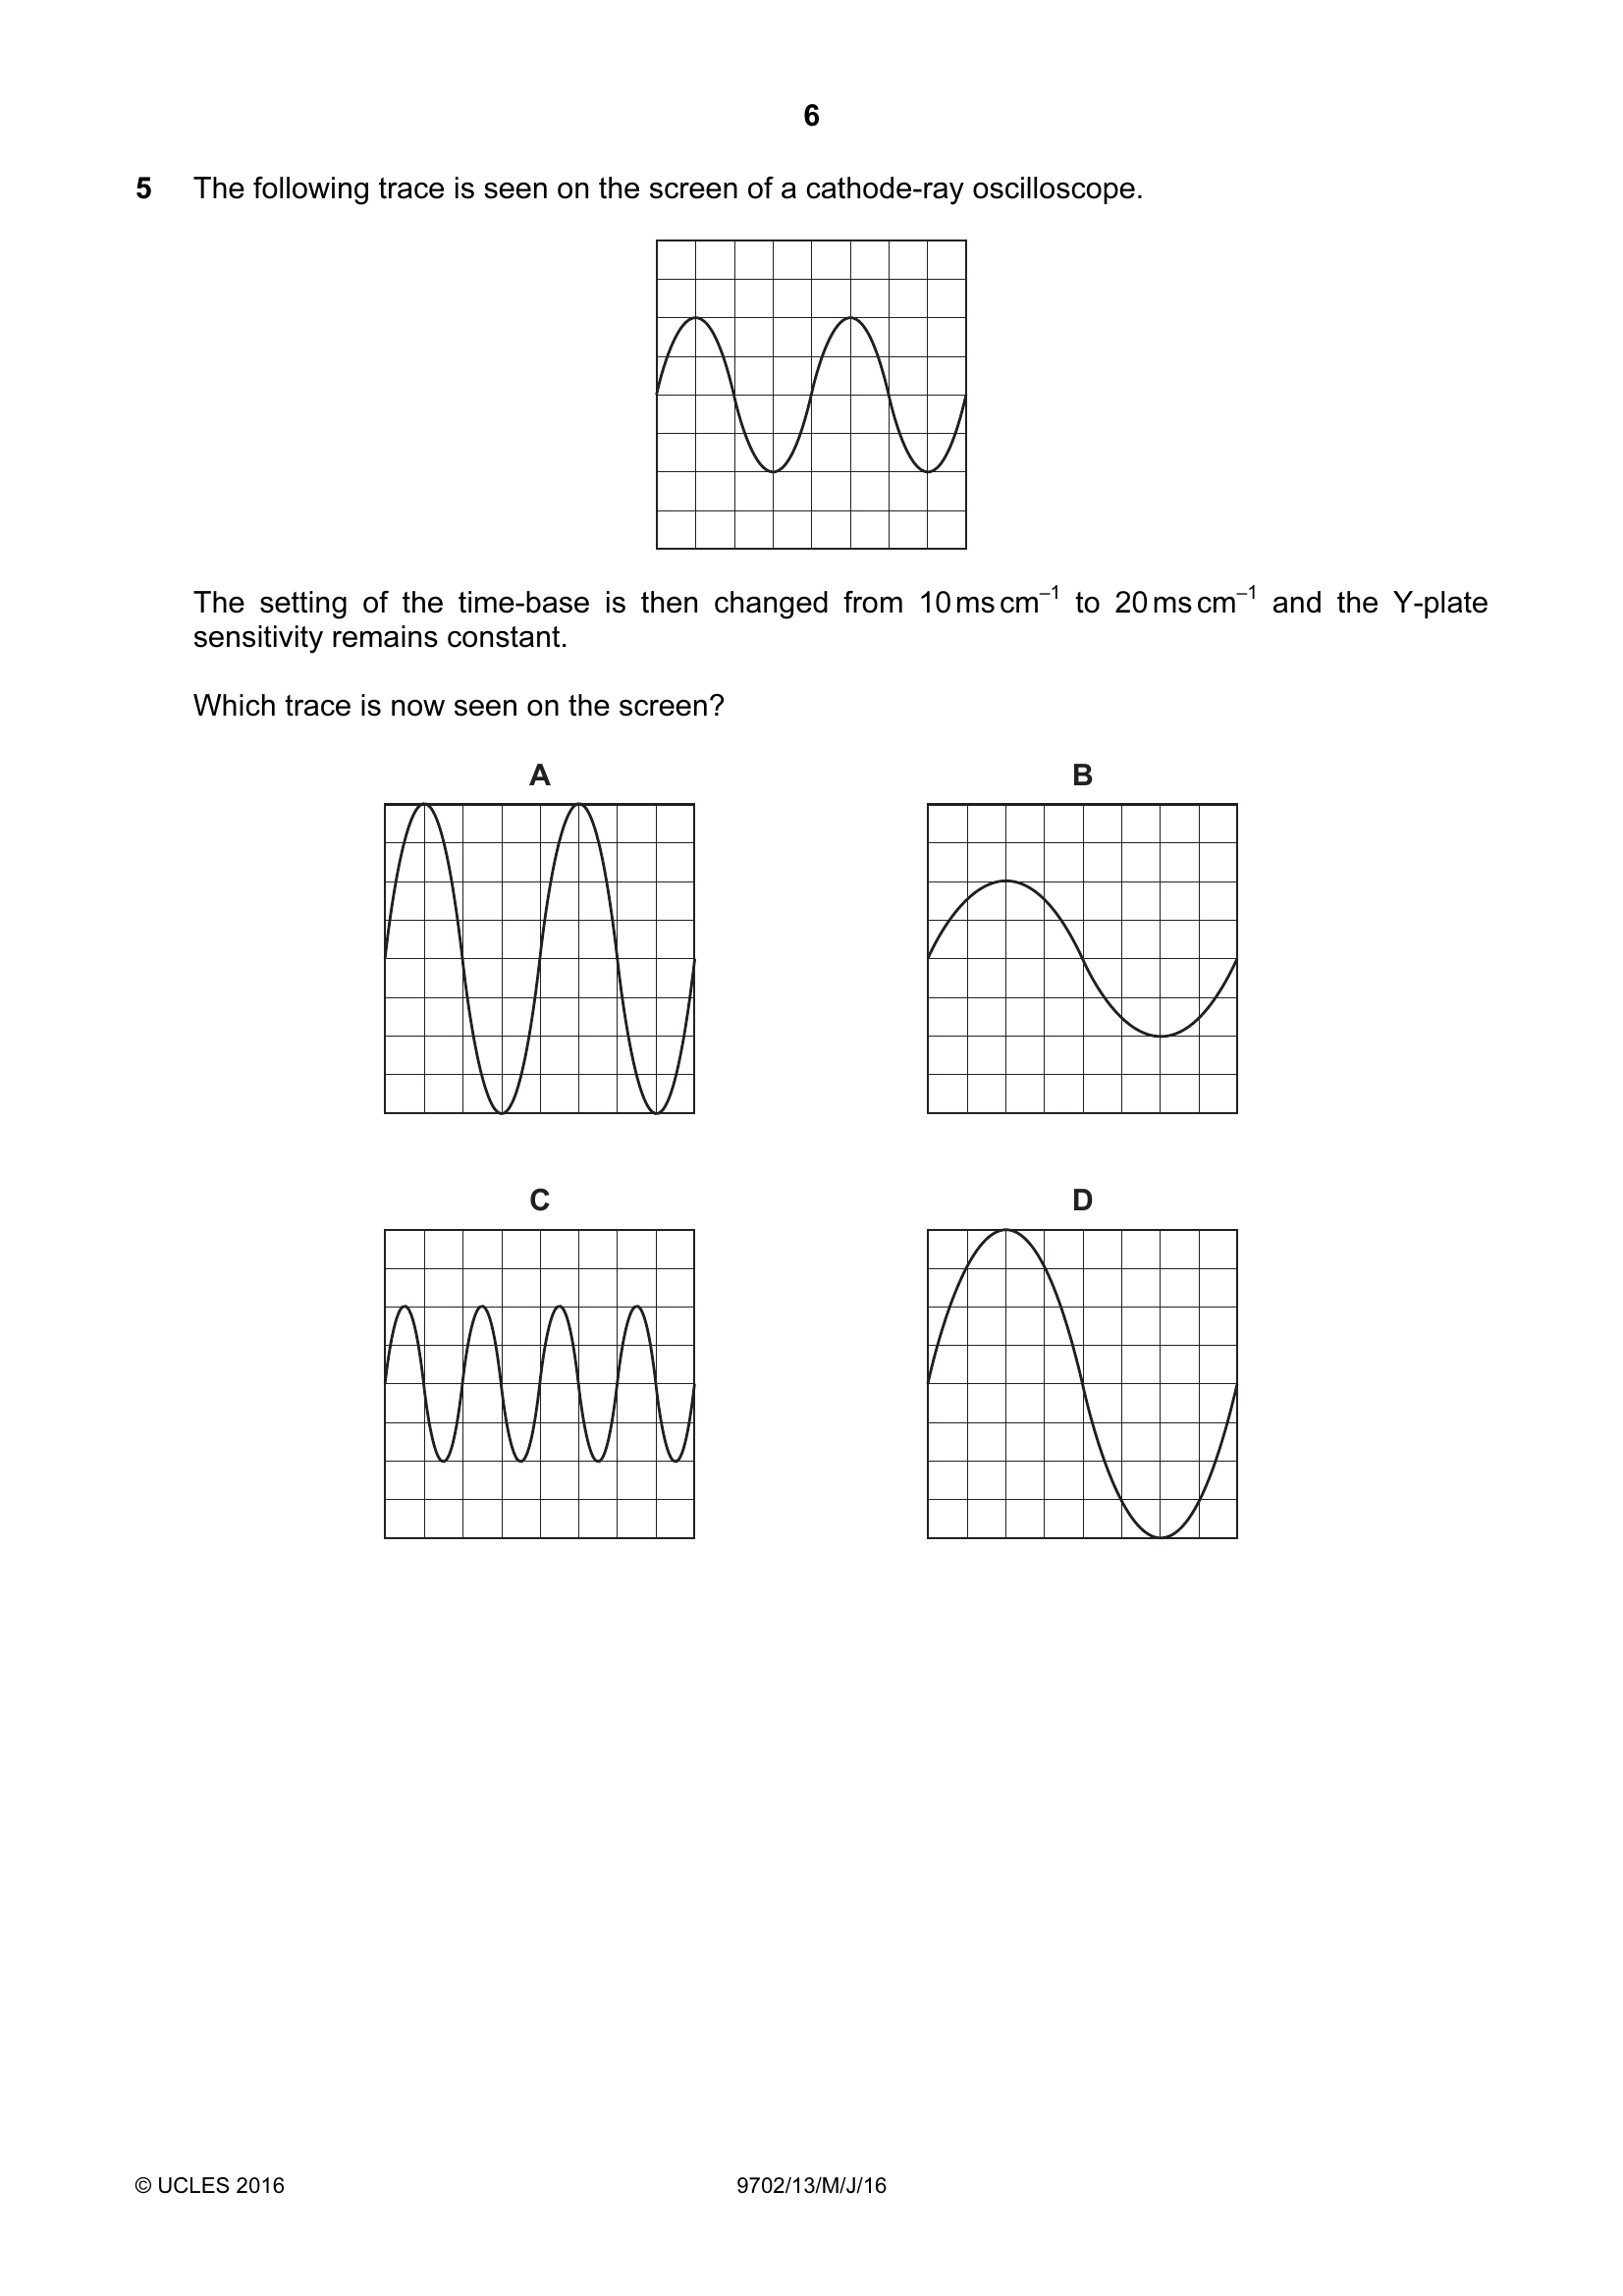 6
5 The following trace is seen on the screen of a cathode-ray oscilloscope.
The setting of the time-base is then changed from 10 ms cm⁻¹ to 20 ms cm⁻¹ and the Y-plate
sensitivity remains constant.
Which trace is now seen on the screen?
A B
C D
© UCLES 2016 9702/13/M/J/16